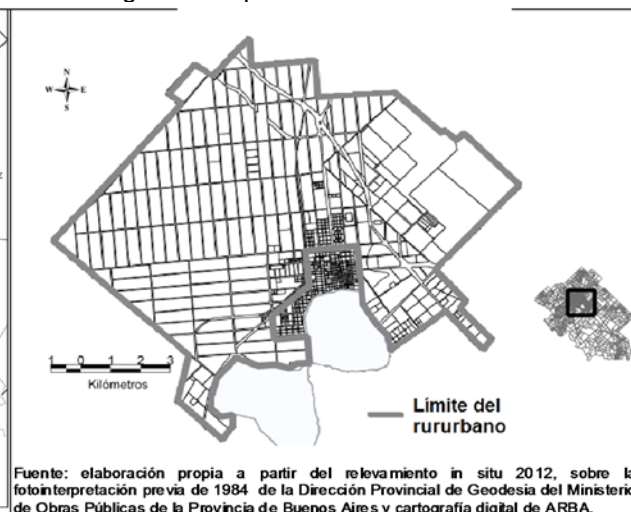 N
W E
S
1 0 1 2 3
Kilómetros
Límite del
rururbano
Fuente: elaboración propia a partir del relevamiento in situ 2012, sobre la
fotointerpretación previa de 1984 de la Dirección Provincial de Geodesia del Ministerio
de Obras Públicas de la Provincia de Buenos Aires y cartografía digital de ARBA.